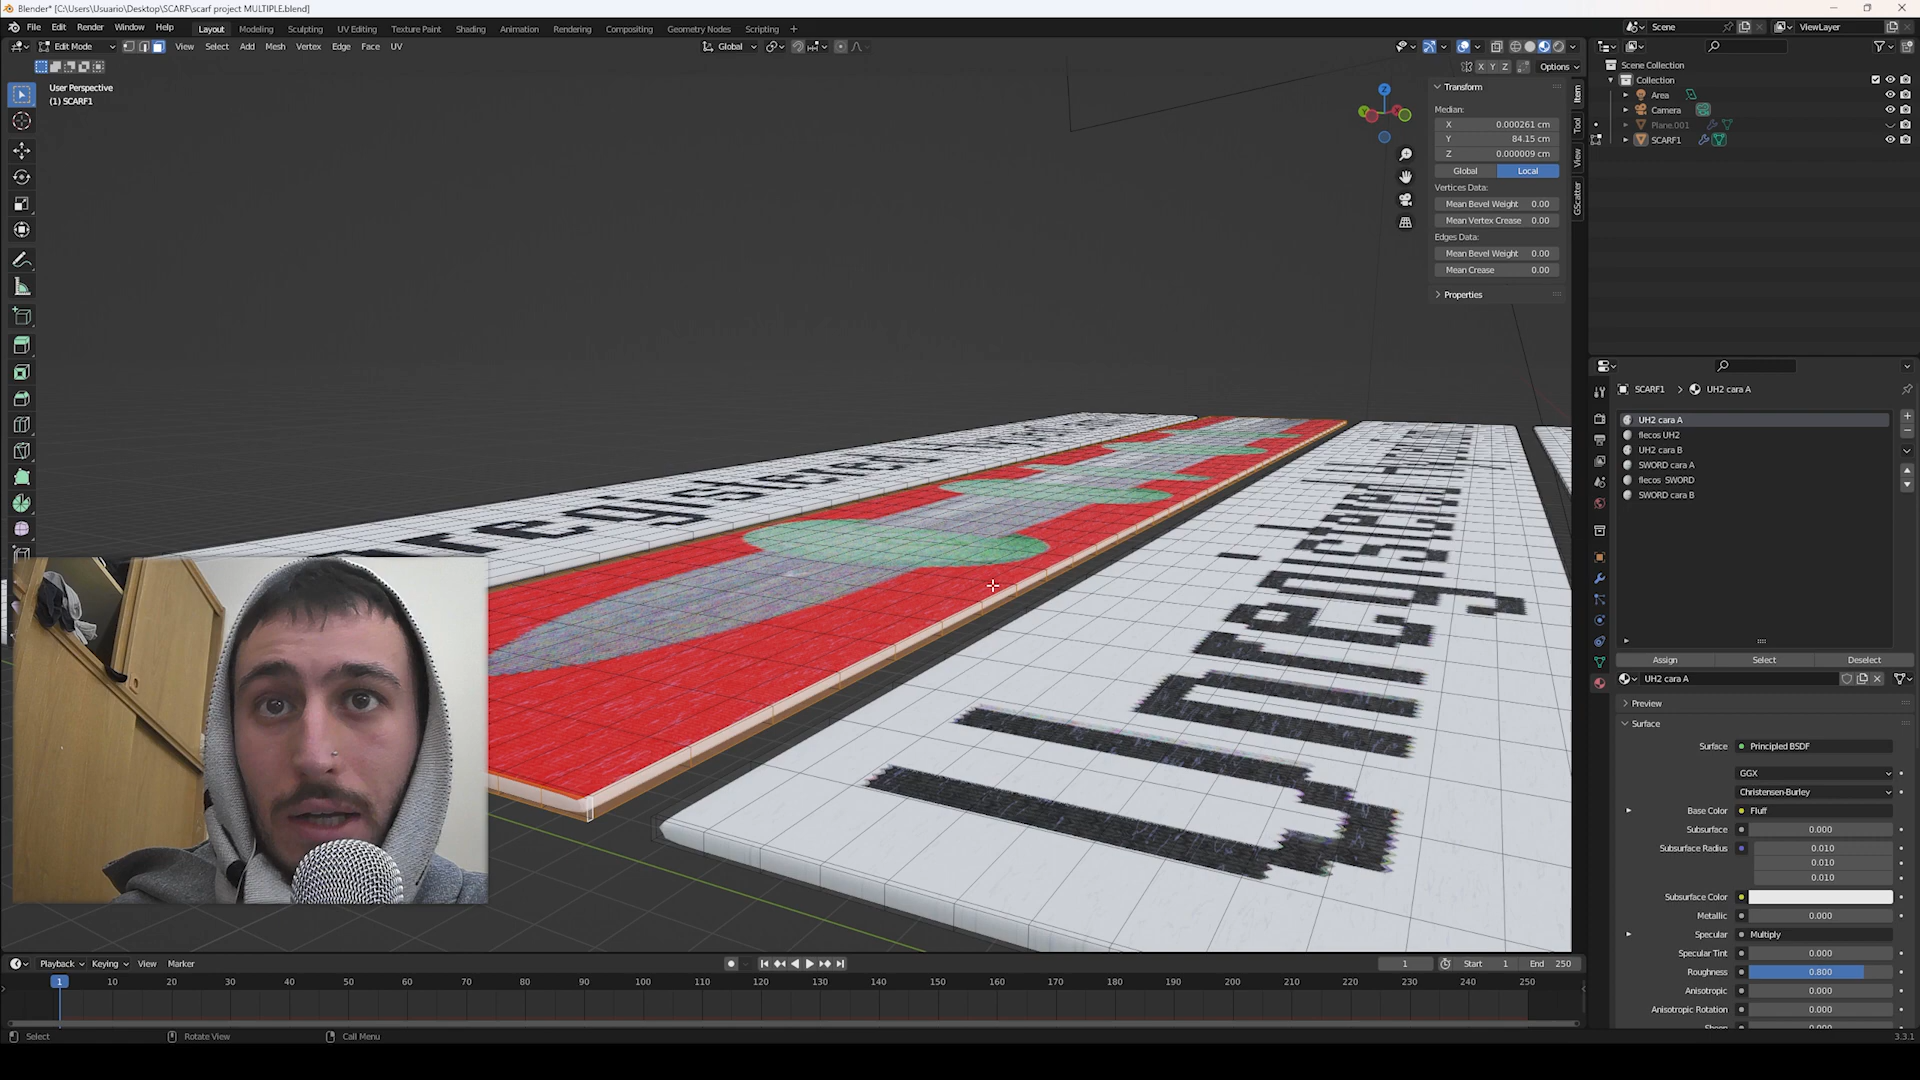 Blender* [C:\Users\Usuario\Desktop\SCARF\scarf project MULTIPLE.blend]
File Edit Render Window Help Layout Modeling Sculpting UV Editing Texture Paint Shading Animation Rendering Compositing Geometry Nodes Scripting + Scene ViewLayer
Edit Mode View Select Add Mesh Vertex Edge Face UV Global
X Y Z Options
User Perspective
(1) SCARF1
Transform
Median:
X 0.000261 cm
Y 84.15 cm
Z 0.000009 cm
Global Local
Vertices Data:
Mean Bevel Weight 0.00
Mean Vertex Crease 0.00
Edges Data:
Mean Bevel Weight 0.00
Mean Crease 0.00
Properties
Item
Tool
View
GScatter
Scene Collection
Collection
Area
Camera
Plane.001
SCARF1
SCARF1 > UH2 cara A
UH2 cara A
flecos UH2
UH2 cara B
SWORD cara A
flecos SWORD
SWORD cara B
Assign Select Deselect
UH2 cara A
Preview
Surface
Surface Principled BSDF
GGX
Christensen-Burley
Base Color Fluff
Subsurface 0.000
Subsurface Radius 0.010
0.010
0.010
Subsurface Color
Metallic 0.000
Specular Multiply
Specular Tint 0.000
Roughness 0.800
Anisotropic 0.000
Anisotropic Rotation 0.000
Unregistered
Playback Keying View Marker 1 Start 1 End 250
1 10 20 30 40 50 60 70 80 90 100 110 120 130 140 150 160 170 180 190 200 210 220 230 240 250
Select Rotate View Call Menu 3.3.1